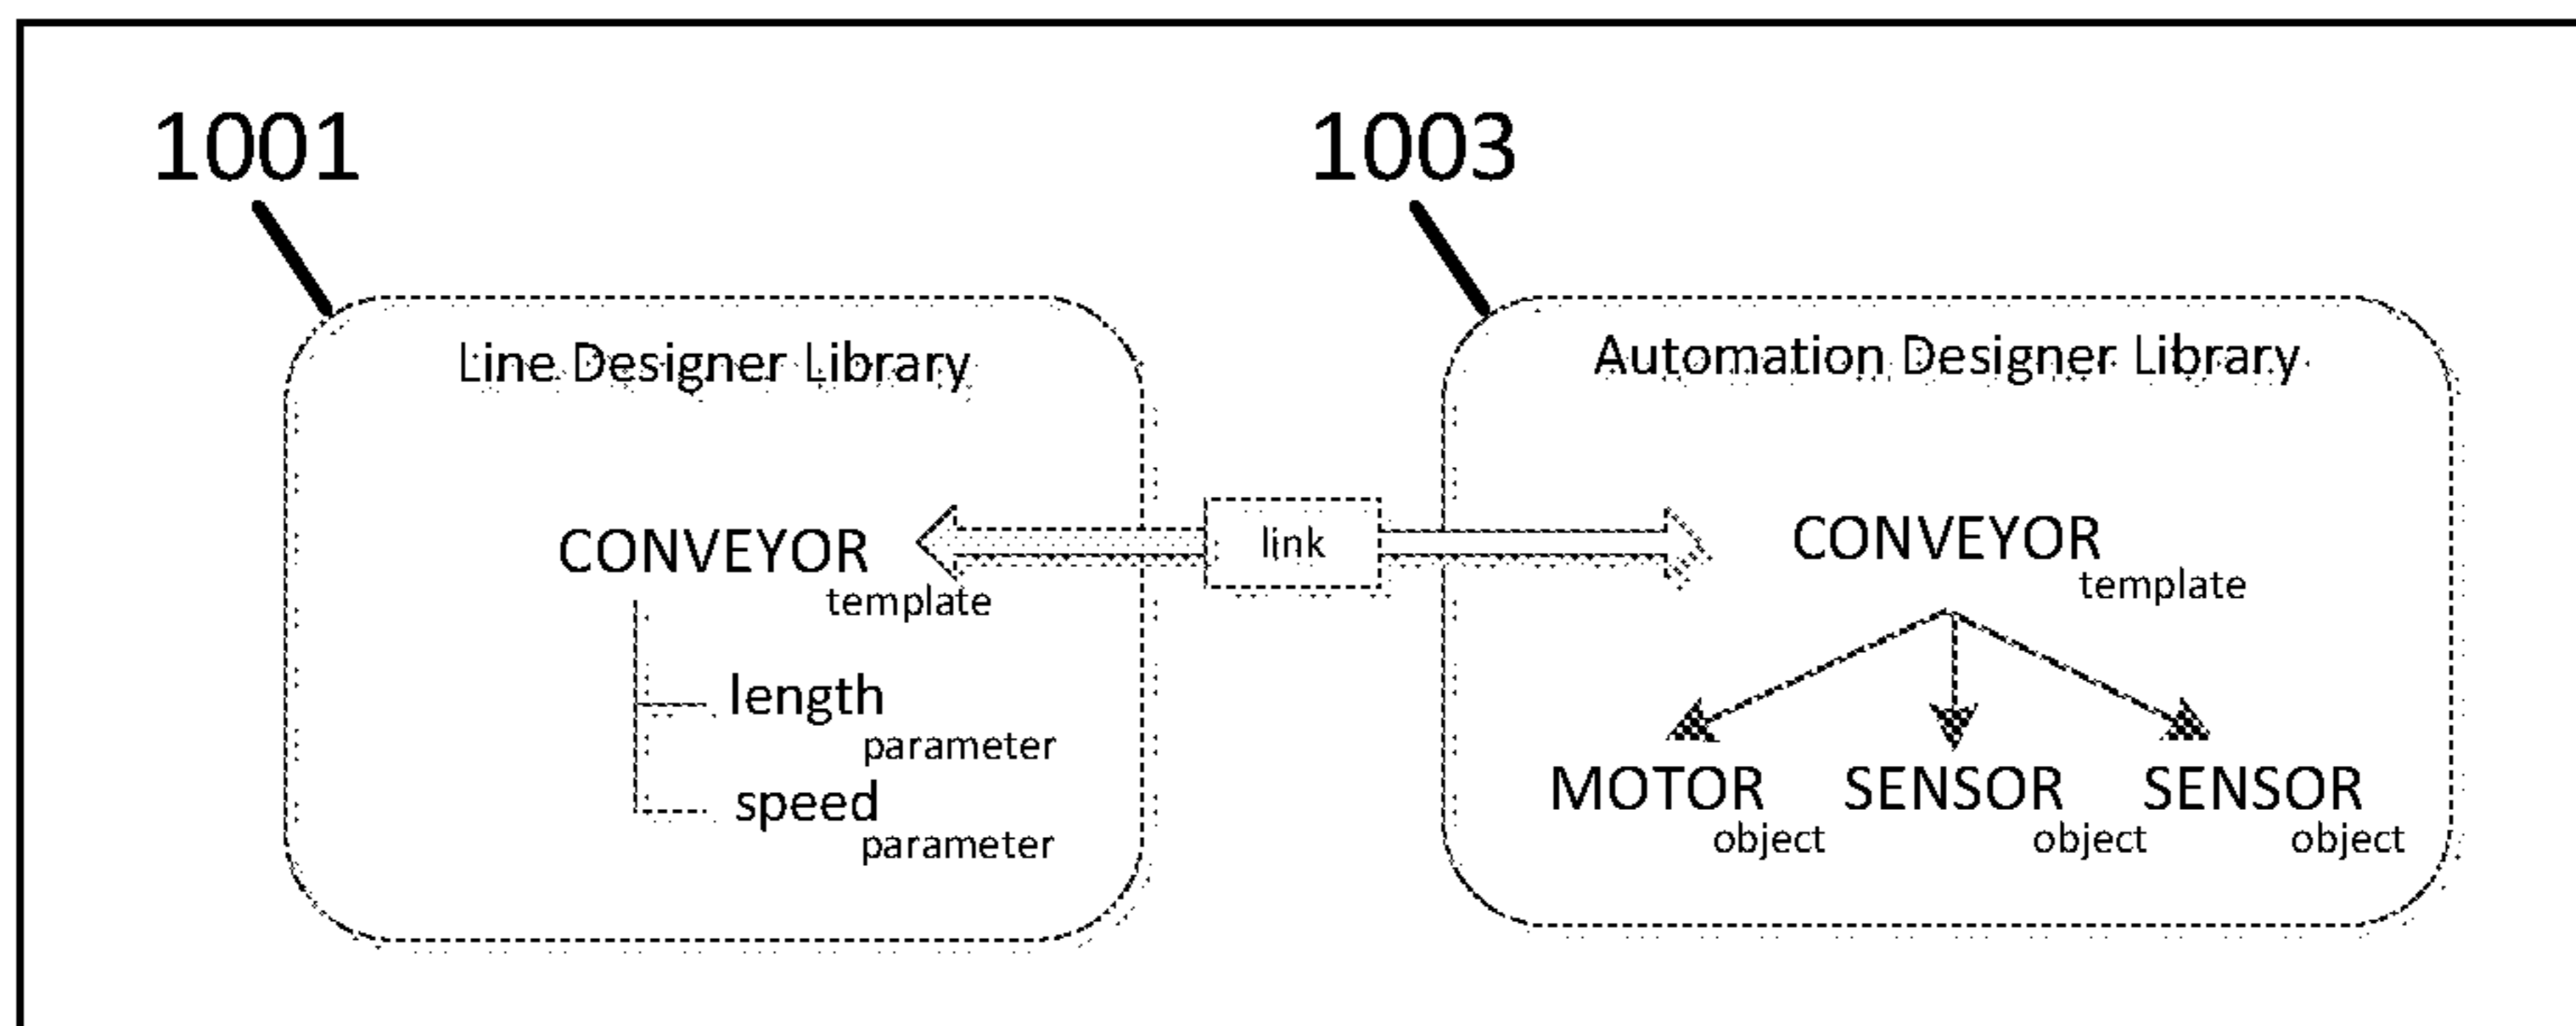 1001
1003
Line Designer Library
Automation Designer Library
CONVEYOR
template
link
CONVEYOR
template
length
parameter
speed
parameter
MOTOR
object
SENSOR
object
SENSOR
object